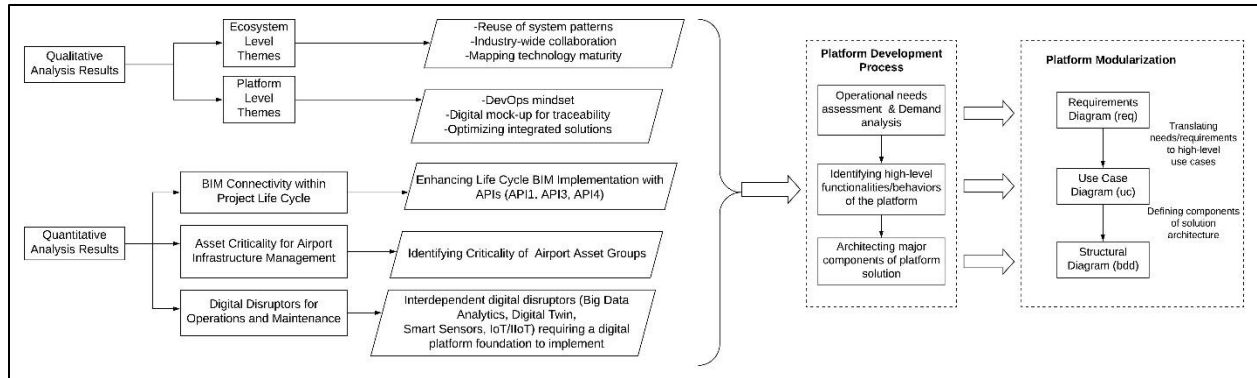 Qualitative
Analysis Results
Ecosystem
Level
Themes
-Reuse of system patterns
-Industry-wide collaboration
-Mapping technology maturity
Platform
Level
Themes
-DevOps mindset
-Digital mock-up for traceability
-Optimizing integrated solutions
Quantitative
Analysis Results
BIM Connectivity within
Project Life Cycle
Enhancing Life Cycle BIM Implementation with
APIs (API1, API3, API4)
Asset Criticality for Airport
Infrastructure Management
Identifying Criticality of Airport Asset Groups
Digital Disruptors for
Operations and Maintenance
Interdependent digital disruptors (Big Data
Analytics, Digital Twin,
Smart Sensors, IoT/IIoT) requiring a digital
platform foundation to implement
Platform Development
Process
Operational needs
assessment & Demand
analysis
Identifying high-level
functionalities/behaviors
of the platform
Architecting major
components of platform
solution
Platform Modularization
Requirements
Diagram (req)
Translating
needs/requirements
to high-level
use cases
Use Case
Diagram (uc)
Defining components
of solution
architecture
Structural
Diagram (bdd)